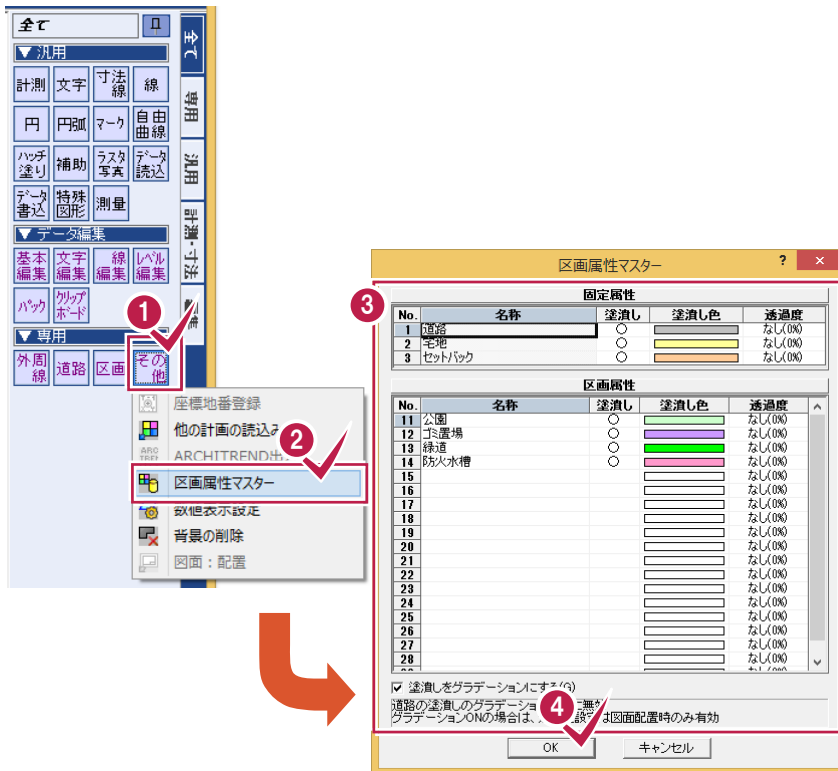 全て
▼ 汎用
計測 文字 寸法線 線
円 円弧 マーク 自由曲線
ハッチ塗り 補助 ラスタ写真 データ読込
データ書込 特殊図形 測量
▼ データ編集
基本編集 文字編集 線編集 レベル編集
パック クリップボード
▼ 専用
外周線 道路 区画 その他
全て
専用
汎用
計測・寸法
1
座標地番登録
他の計画の読込み
2
ARCHITREND出
区画属性マスター
数値表示設定
背景の削除
図面：配置
区画属性マスター ? ×
3
固定属性
No. 名称 塗潰し 塗潰し色 透過度
1 道路 ○ なし(0%)
2 宅地 ○ なし(0%)
3 セットバック ○ なし(0%)
区画属性
No. 名称 塗潰し 塗潰し色 透過度
11 公園 ○ なし(0%)
12 ゴミ置場 ○ なし(0%)
13 緑道 ○ なし(0%)
14 防火水槽 ○ なし(0%)
15 なし(0%)
16 なし(0%)
17 なし(0%)
18 なし(0%)
19 なし(0%)
20 なし(0%)
21 なし(0%)
22 なし(0%)
23 なし(0%)
24 なし(0%)
25 なし(0%)
26 なし(0%)
27 なし(0%)
28 なし(0%)
塗潰しをグラデーションにする(G)
道路の塗潰しのグラデーショ に無効
グラデーションONの場合は、 設定は図面配置時のみ有効
4
OK キャンセル